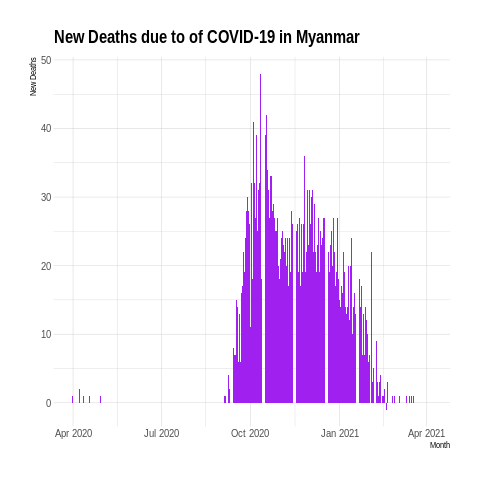 New Deaths due to of COVID-19 in Myanmar
New Deaths
50
40
30
20
10
0
Apr 2020 Jul 2020 Oct 2020 Jan 2021 Apr 2021
Month